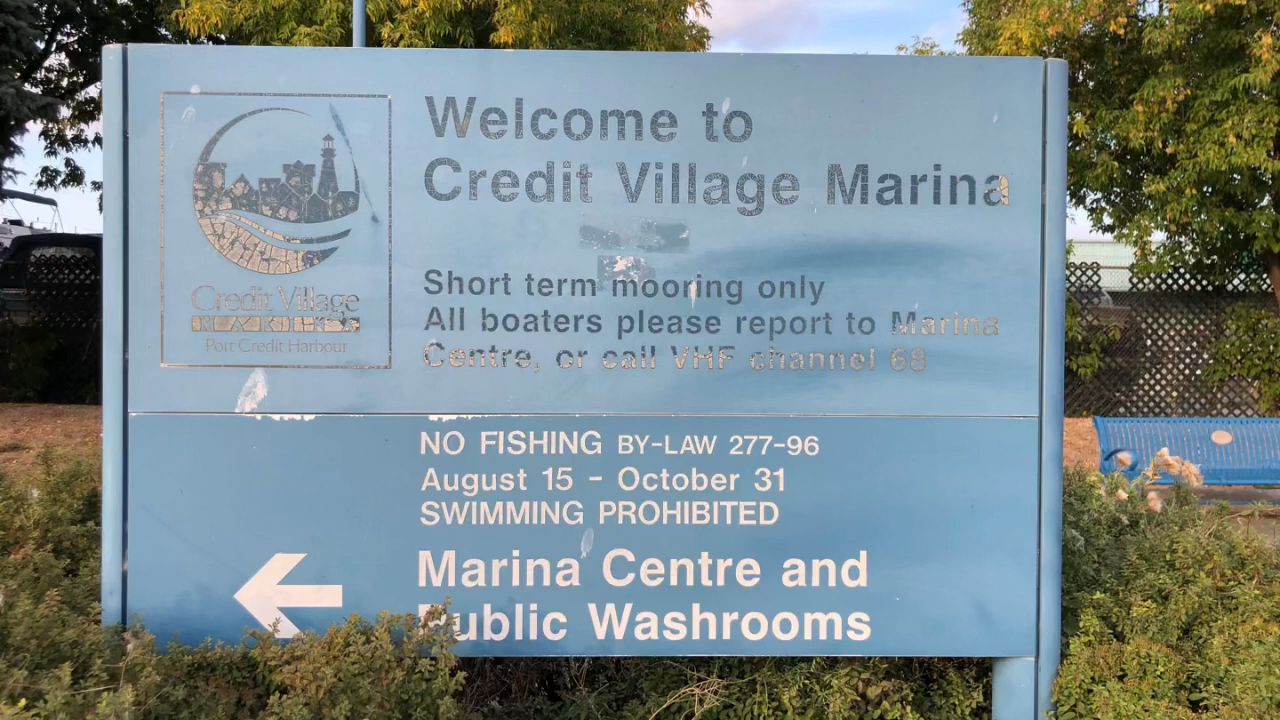 Welcome to
Credit Village Marina
Credit Village
MARINA
Port Credit Harbour
Short term mooring only
All boaters please report to Marina
Centre, or call VHF channel 68
NO FISHING BY-LAW 277-96
August 15 - October 31
SWIMMING PROHIBITED
Marina Centre and
Public Washrooms